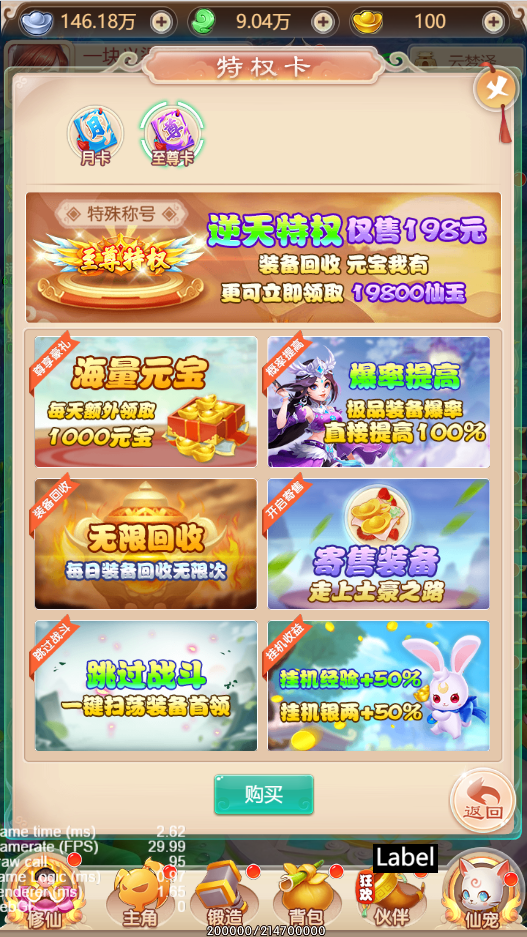 146.18万
9.04万
100
特权卡
月卡
至尊卡
特殊称号
至尊特权
逆天特权 仅售198元
装备回收 元宝我有
更可立即领取 19800仙玉
尊享豪礼
海量元宝
每天额外领取
1000元宝
概率提高
爆率提高
极品装备爆率
直接提高100%
装备回收
无限回收
每日装备回收无限次
开启寄售
寄售装备
走上土豪之路
跳过战斗
跳过战斗
一键扫荡装备首领
挂机收益
挂机经验+50%
挂机银两+50%
购买
返回
ame time (ms) 2.62
amerate (FPS) 29.99
raw call 95
ame Logic (ms) 0.97
enderer (ms) 1.65
0
Label
狂欢
修仙
主角
锻造
背包
伙伴
仙宠
200000/214700000